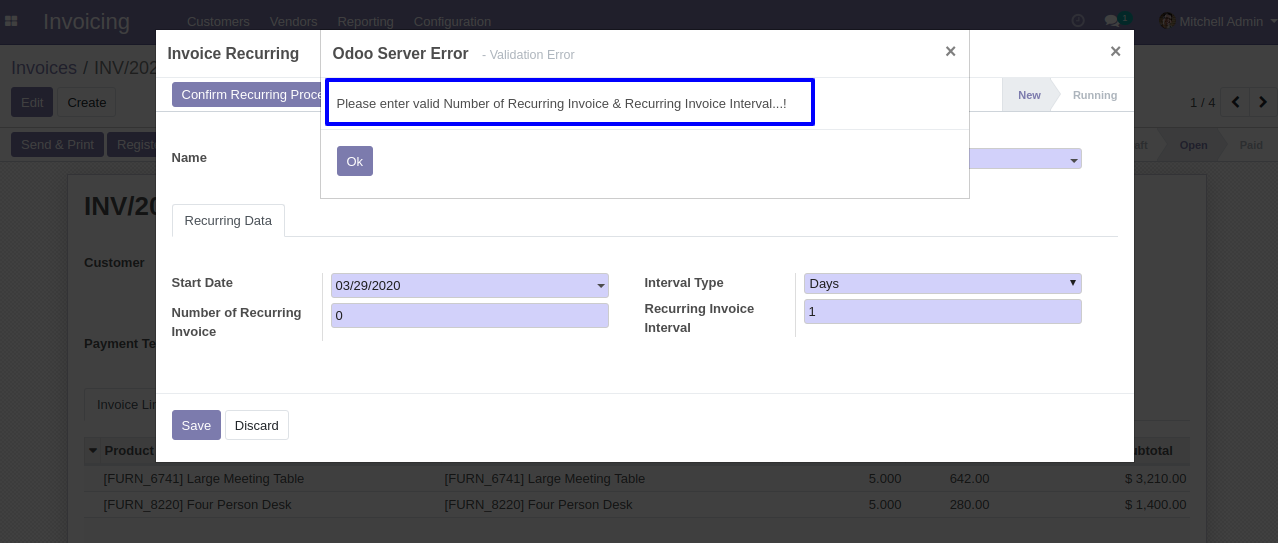 Invoicing Customers Vendors Reporting Configuration 1 Mitchell Admin
Invoices / INV/202
Edit Create 1 / 4
Send & Print Registe Open Paid
Invoice Recurring
Odoo Server Error - Validation Error × ×
Confirm Recurring Proce New Running
Please enter valid Number of Recurring Invoice & Recurring Invoice Interval...!
Ok
Name
INV/20
Recurring Data
Customer
Start Date 03/29/2020 Interval Type Days
Number of Recurring Invoice 0 Recurring Invoice Interval 1
Payment Te
Invoice Lin
Save Discard
Product ubtotal
[FURN_6741] Large Meeting Table [FURN_6741] Large Meeting Table 5.000 642.00 $ 3,210.00
[FURN_8220] Four Person Desk [FURN_8220] Four Person Desk 5.000 280.00 $ 1,400.00